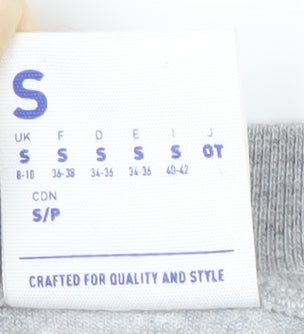 S
UK F D E I J
S S S S S OT
8-10 36-38 34-36 34-36 40-42
CDN
S/P
CRAFTED FOR QUALITY AND STYLE